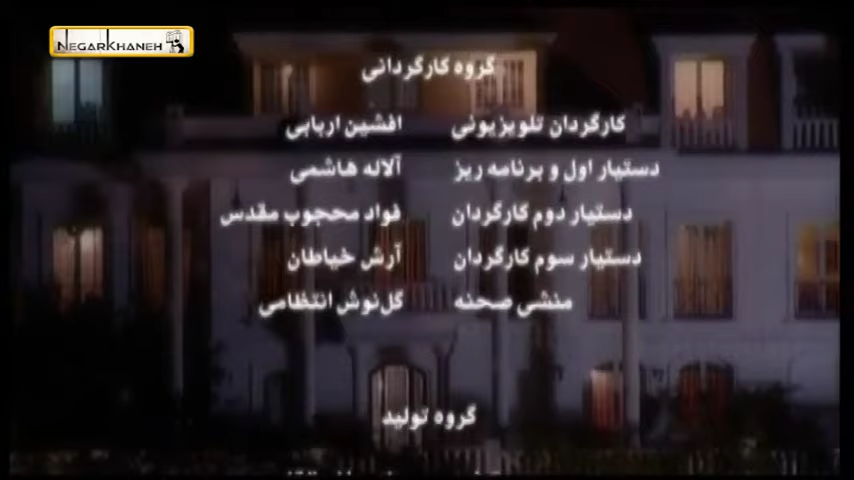 NEGARKHANEH
گروه کارگردانی
کارگردان تلویزیونی افشین اربابی
دستیار اول و برنامه ریز آلاله هاشمی
دستیار دوم کارگردان فواد محجوب مقدس
دستیار سوم کارگردان آرش خیاطان
منشی صحنه گل‌نوش انتظامی
گروه تولید